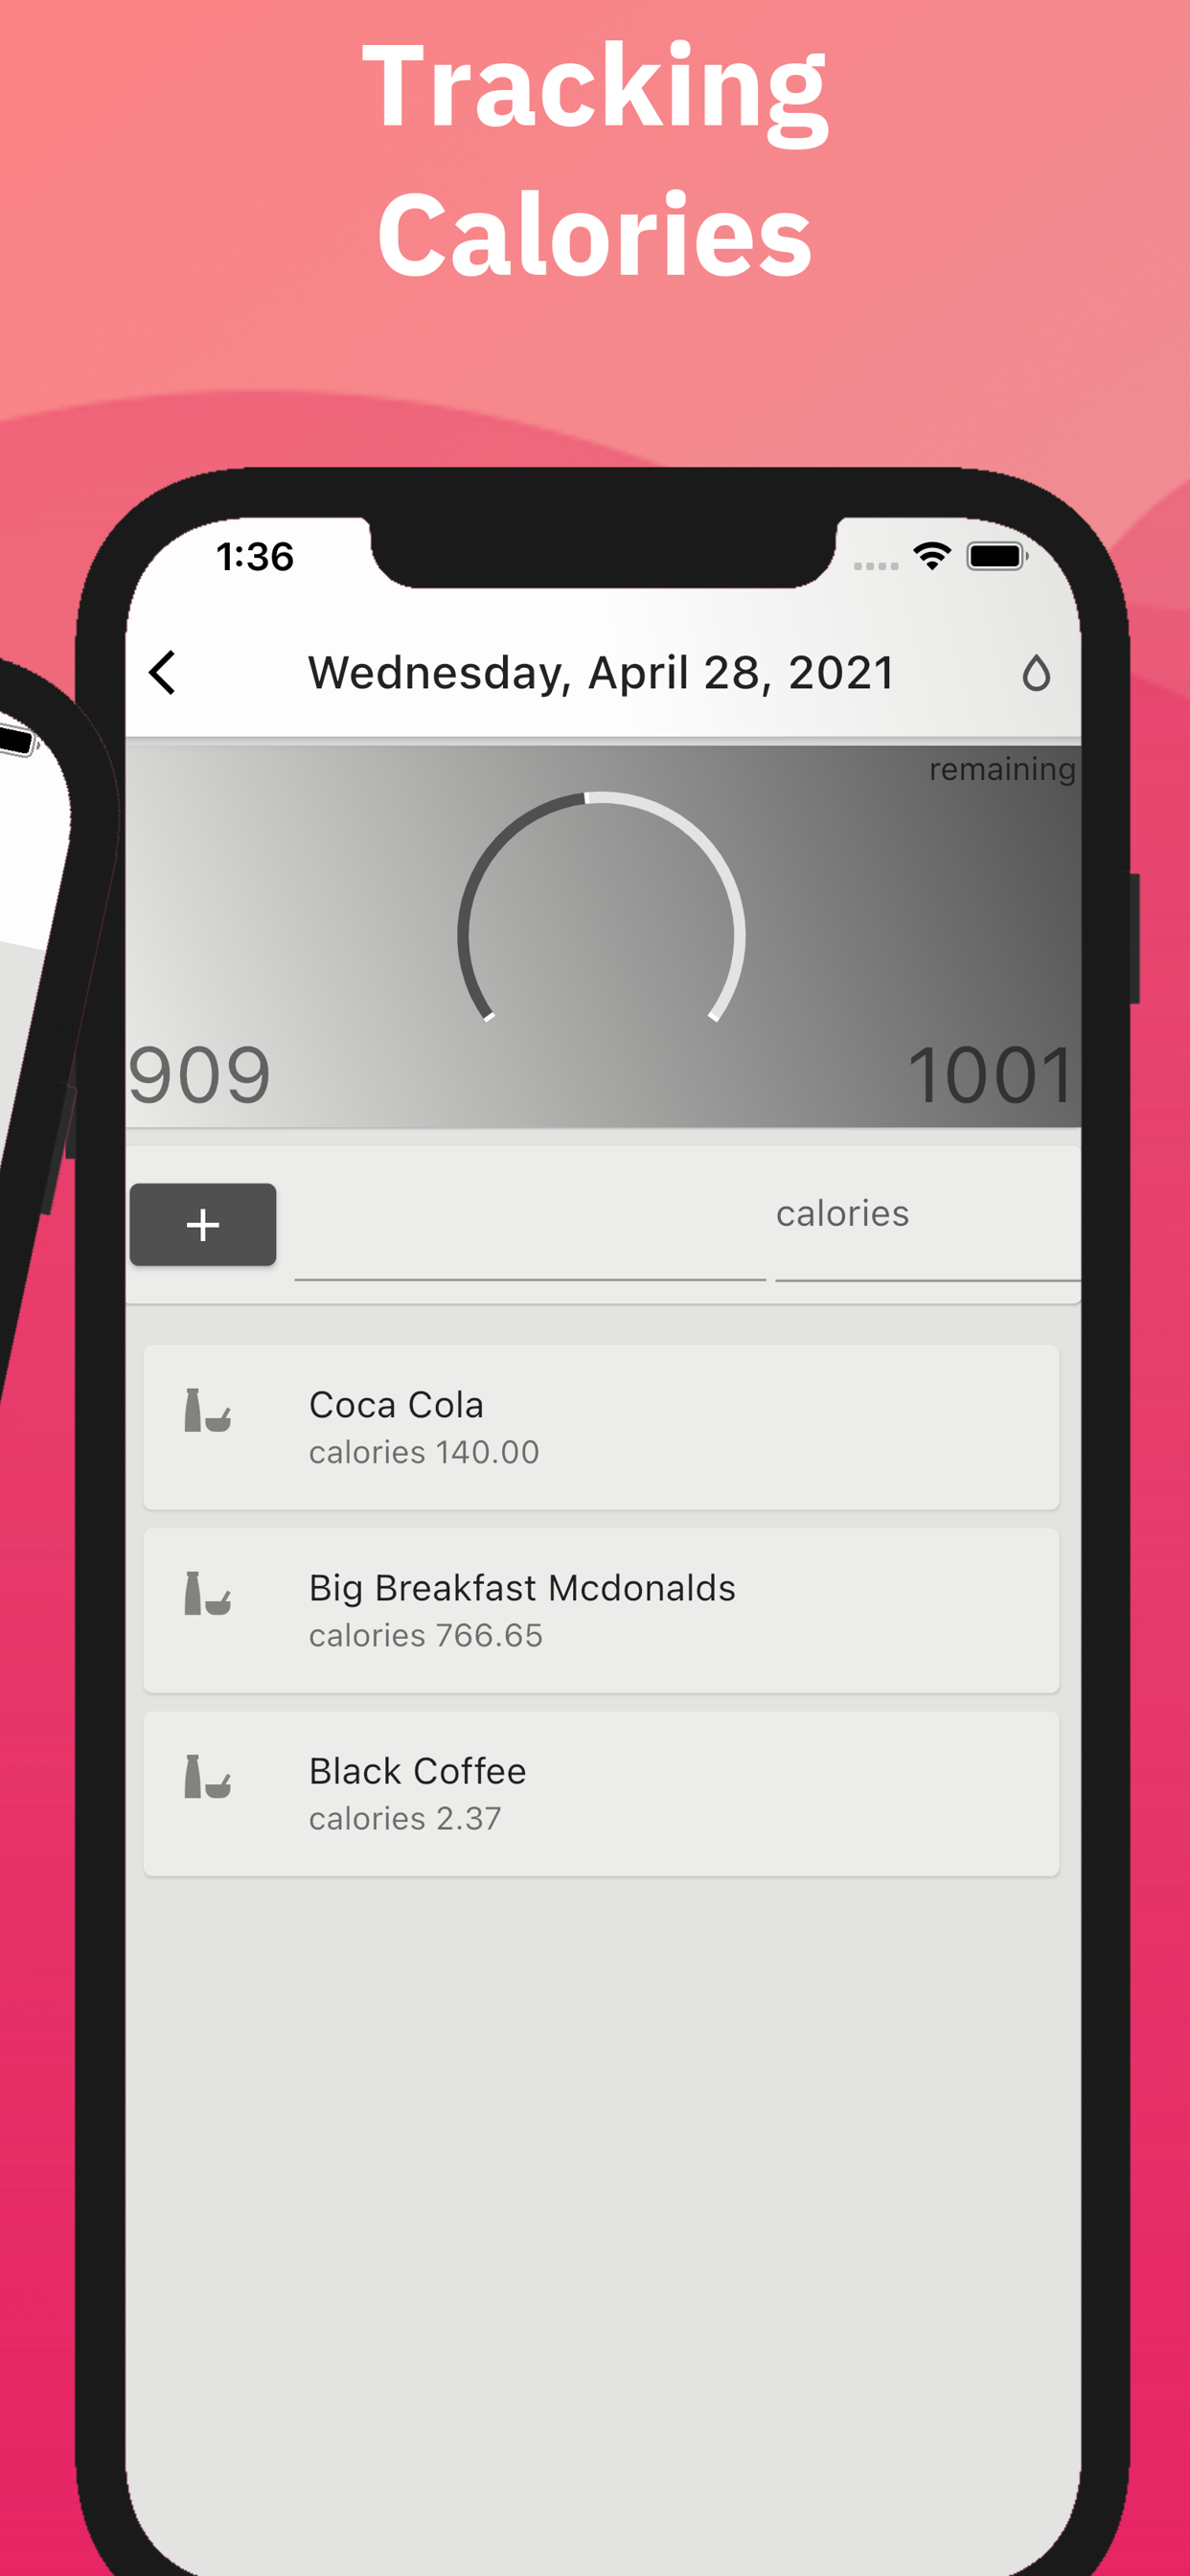 Tracking
Calories
1:36
Wednesday, April 28, 2021
remaining
909
1001
calories
Coca Cola
calories 140.00
Big Breakfast Mcdonalds
calories 766.65
Black Coffee
calories 2.37